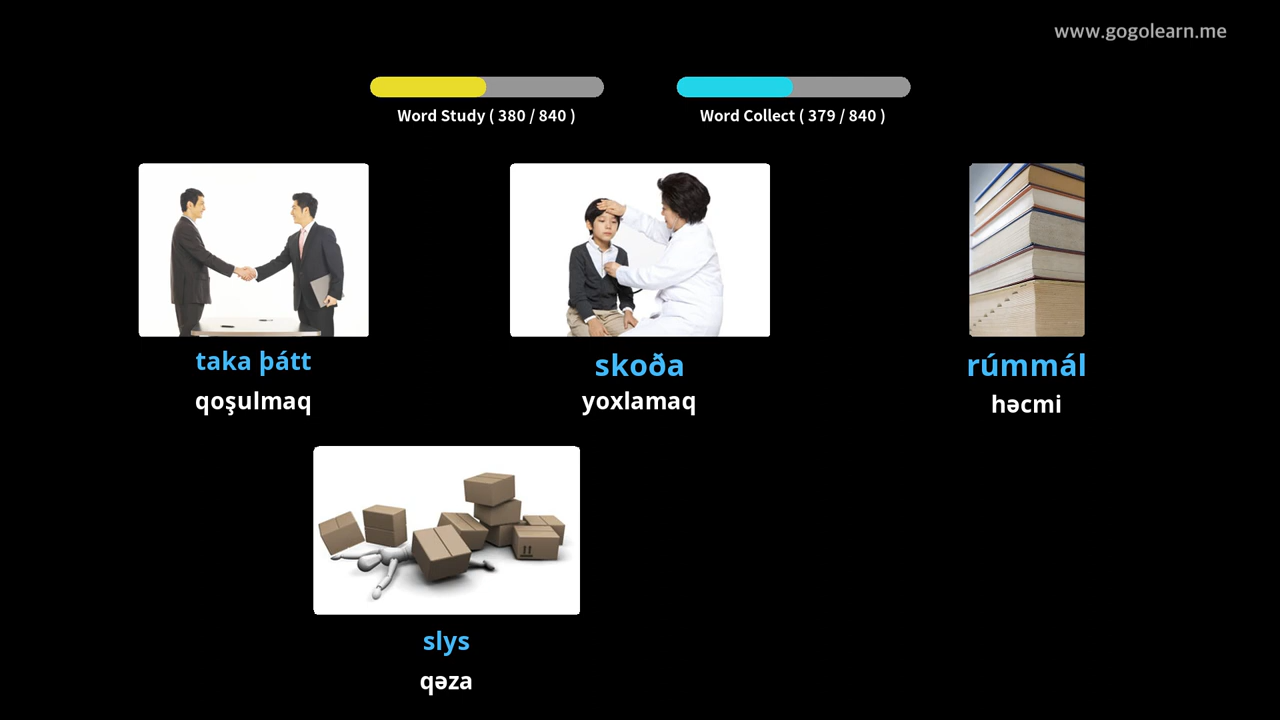 www.gogolearn.me
Word Study ( 380 / 840 )
Word Collect ( 379 / 840 )
taka þátt
qoşulmaq
skoða
yoxlamaq
rúmmál
həcmi
slys
qəza